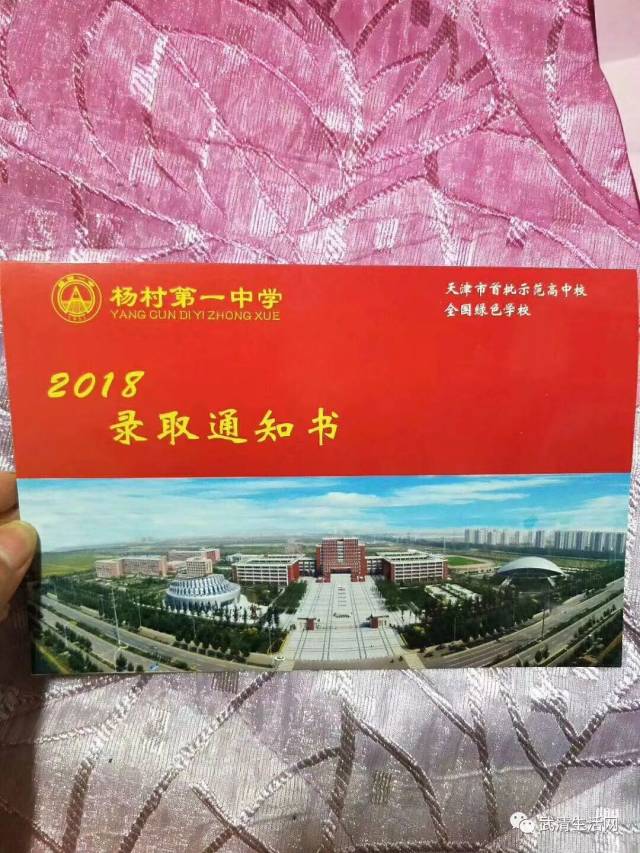 杨村第一中学
YANG CUN DI YI ZHONG XUE
天津市首批示范高中校
全国绿色学校
2018
录取通知书
武清生活网